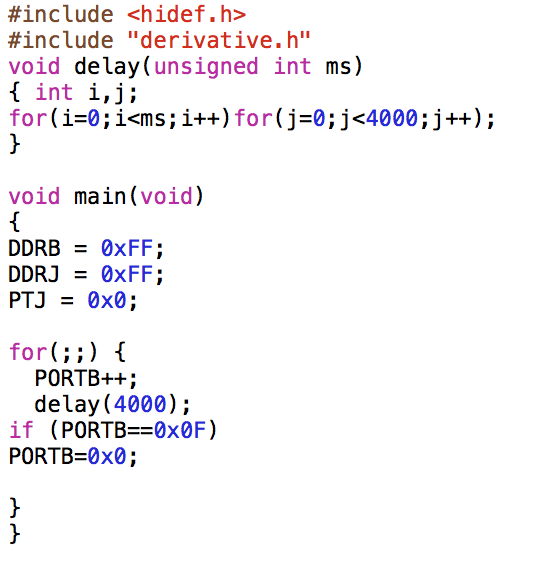 #include <hidef.h>
#include "derivative.h"
void delay(unsigned int ms)
{ int i,j;
for(i=0;i<ms;i++)for(j=0;j<4000;j++);
}

void main(void)
{
DDRB = 0xFF;
DDRJ = 0xFF;
PTJ = 0x0;

for(;;) {
  PORTB++;
  delay(4000);
if (PORTB==0x0F)
PORTB=0x0;

}
}